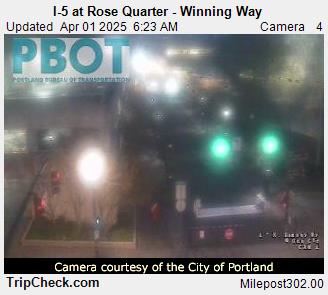 I-5 at Rose Quarter - Winning Way
Updated Apr 01 2025 6:23 AM Camera 4
PBOT
PORTLAND BUREAU OF TRANSPORTATION
Camera courtesy of the City of Portland
TripCheck.com Milepost302.00